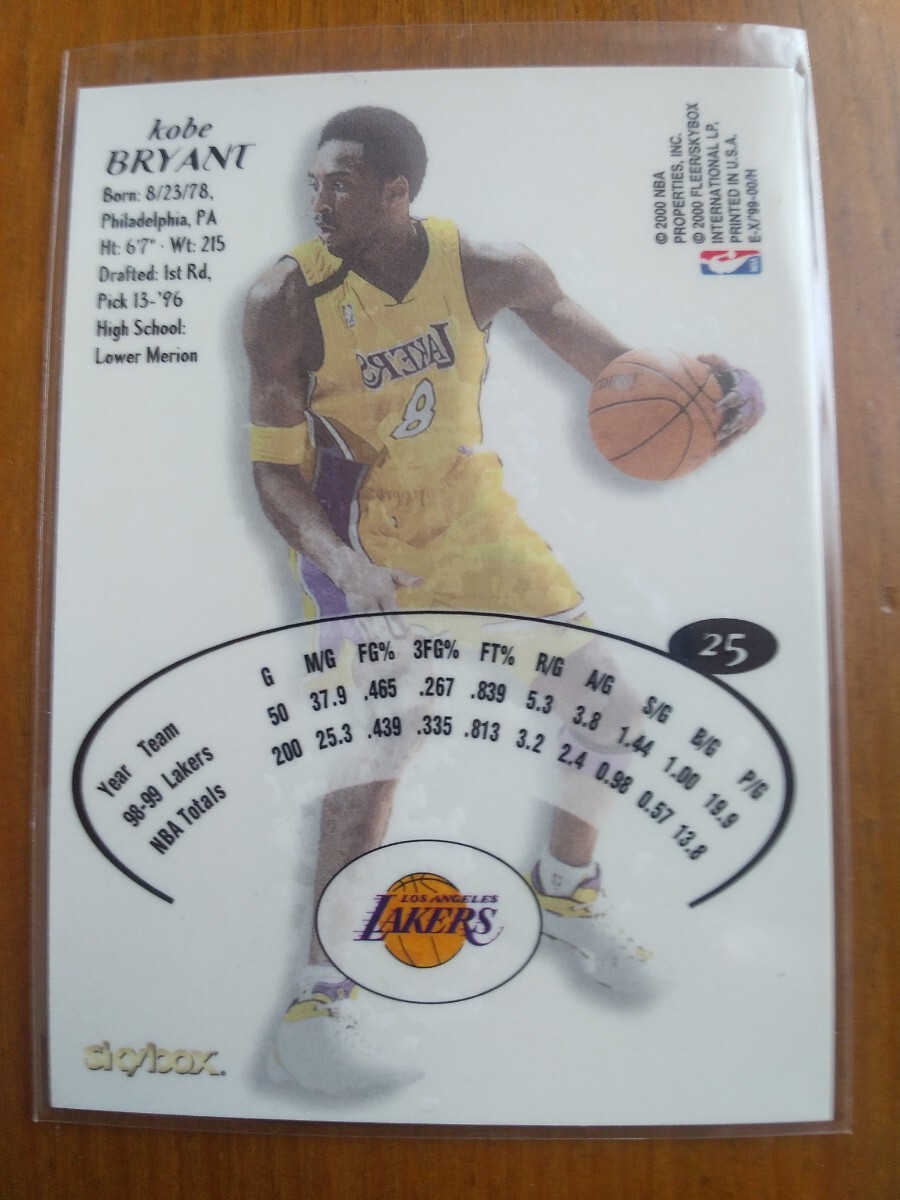 kobe
BRYANT
Born: 8/23/78,
Philadelphia, PA
Ht: 6'7" · Wt: 215
Drafted: 1st Rd,
Pick 13-'96
High School:
Lower Merion
© 2000 NBA
PROPERTIES, INC.
© 2000 FLEER/SKYBOX
INTERNATIONAL LP,
PRINTED IN U.S.A.
E-X/'99-00/H
NBA
LAKERS
8
25
Year Team G M/G FG% 3FG% FT% R/G A/G S/G B/G P/G
98-99 Lakers 50 37.9 .465 .267 .839 5.3 3.8 1.44 1.00 19.9
NBA Totals 200 25.3 .439 .335 .813 3.2 2.4 0.98 0.57 13.8
LOS ANGELES
LAKERS
skybox.